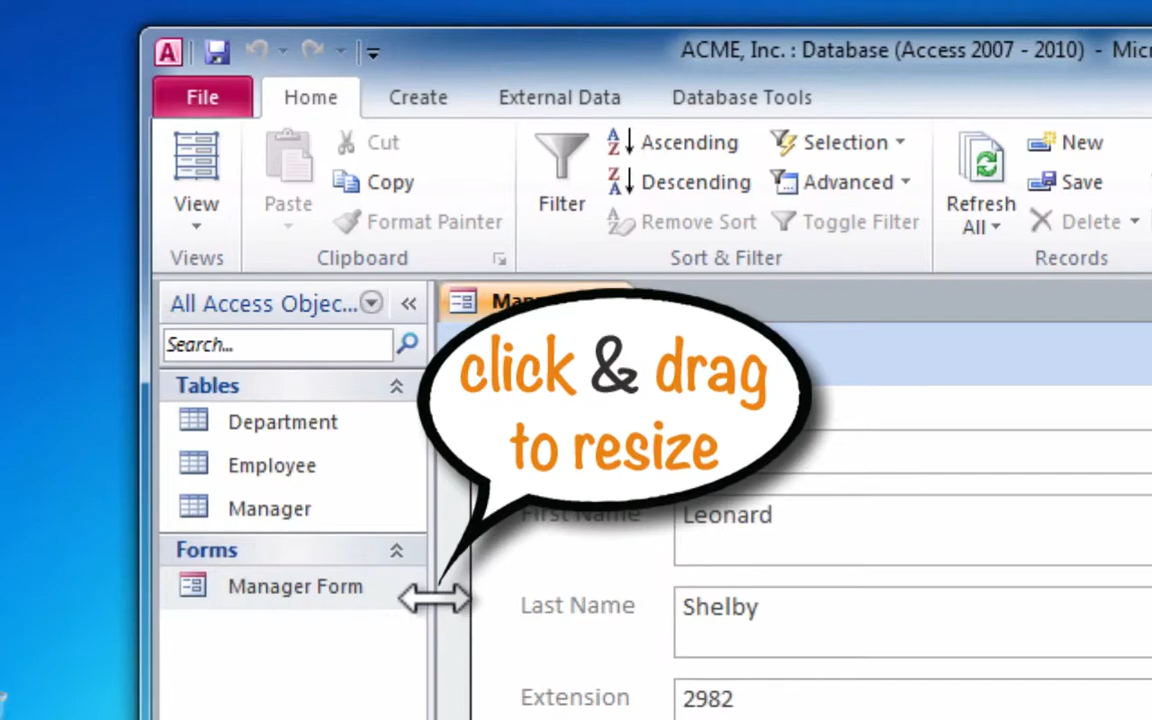 A
ACME, Inc. : Database (Access 2007 - 2010) -
File Home Create External Data Database Tools
View
Views
Paste
Cut
Copy
Format Painter
Clipboard
Filter
Ascending
Descending
Remove Sort
Selection
Advanced
Toggle Filter
Sort & Filter
Refresh
All
New
Save
Delete
Records
All Access Objec...
Search...
Tables
Department
Employee
Manager
Forms
Manager Form
click & drag
to resize
First Name Leonard
Last Name Shelby
Extension 2982